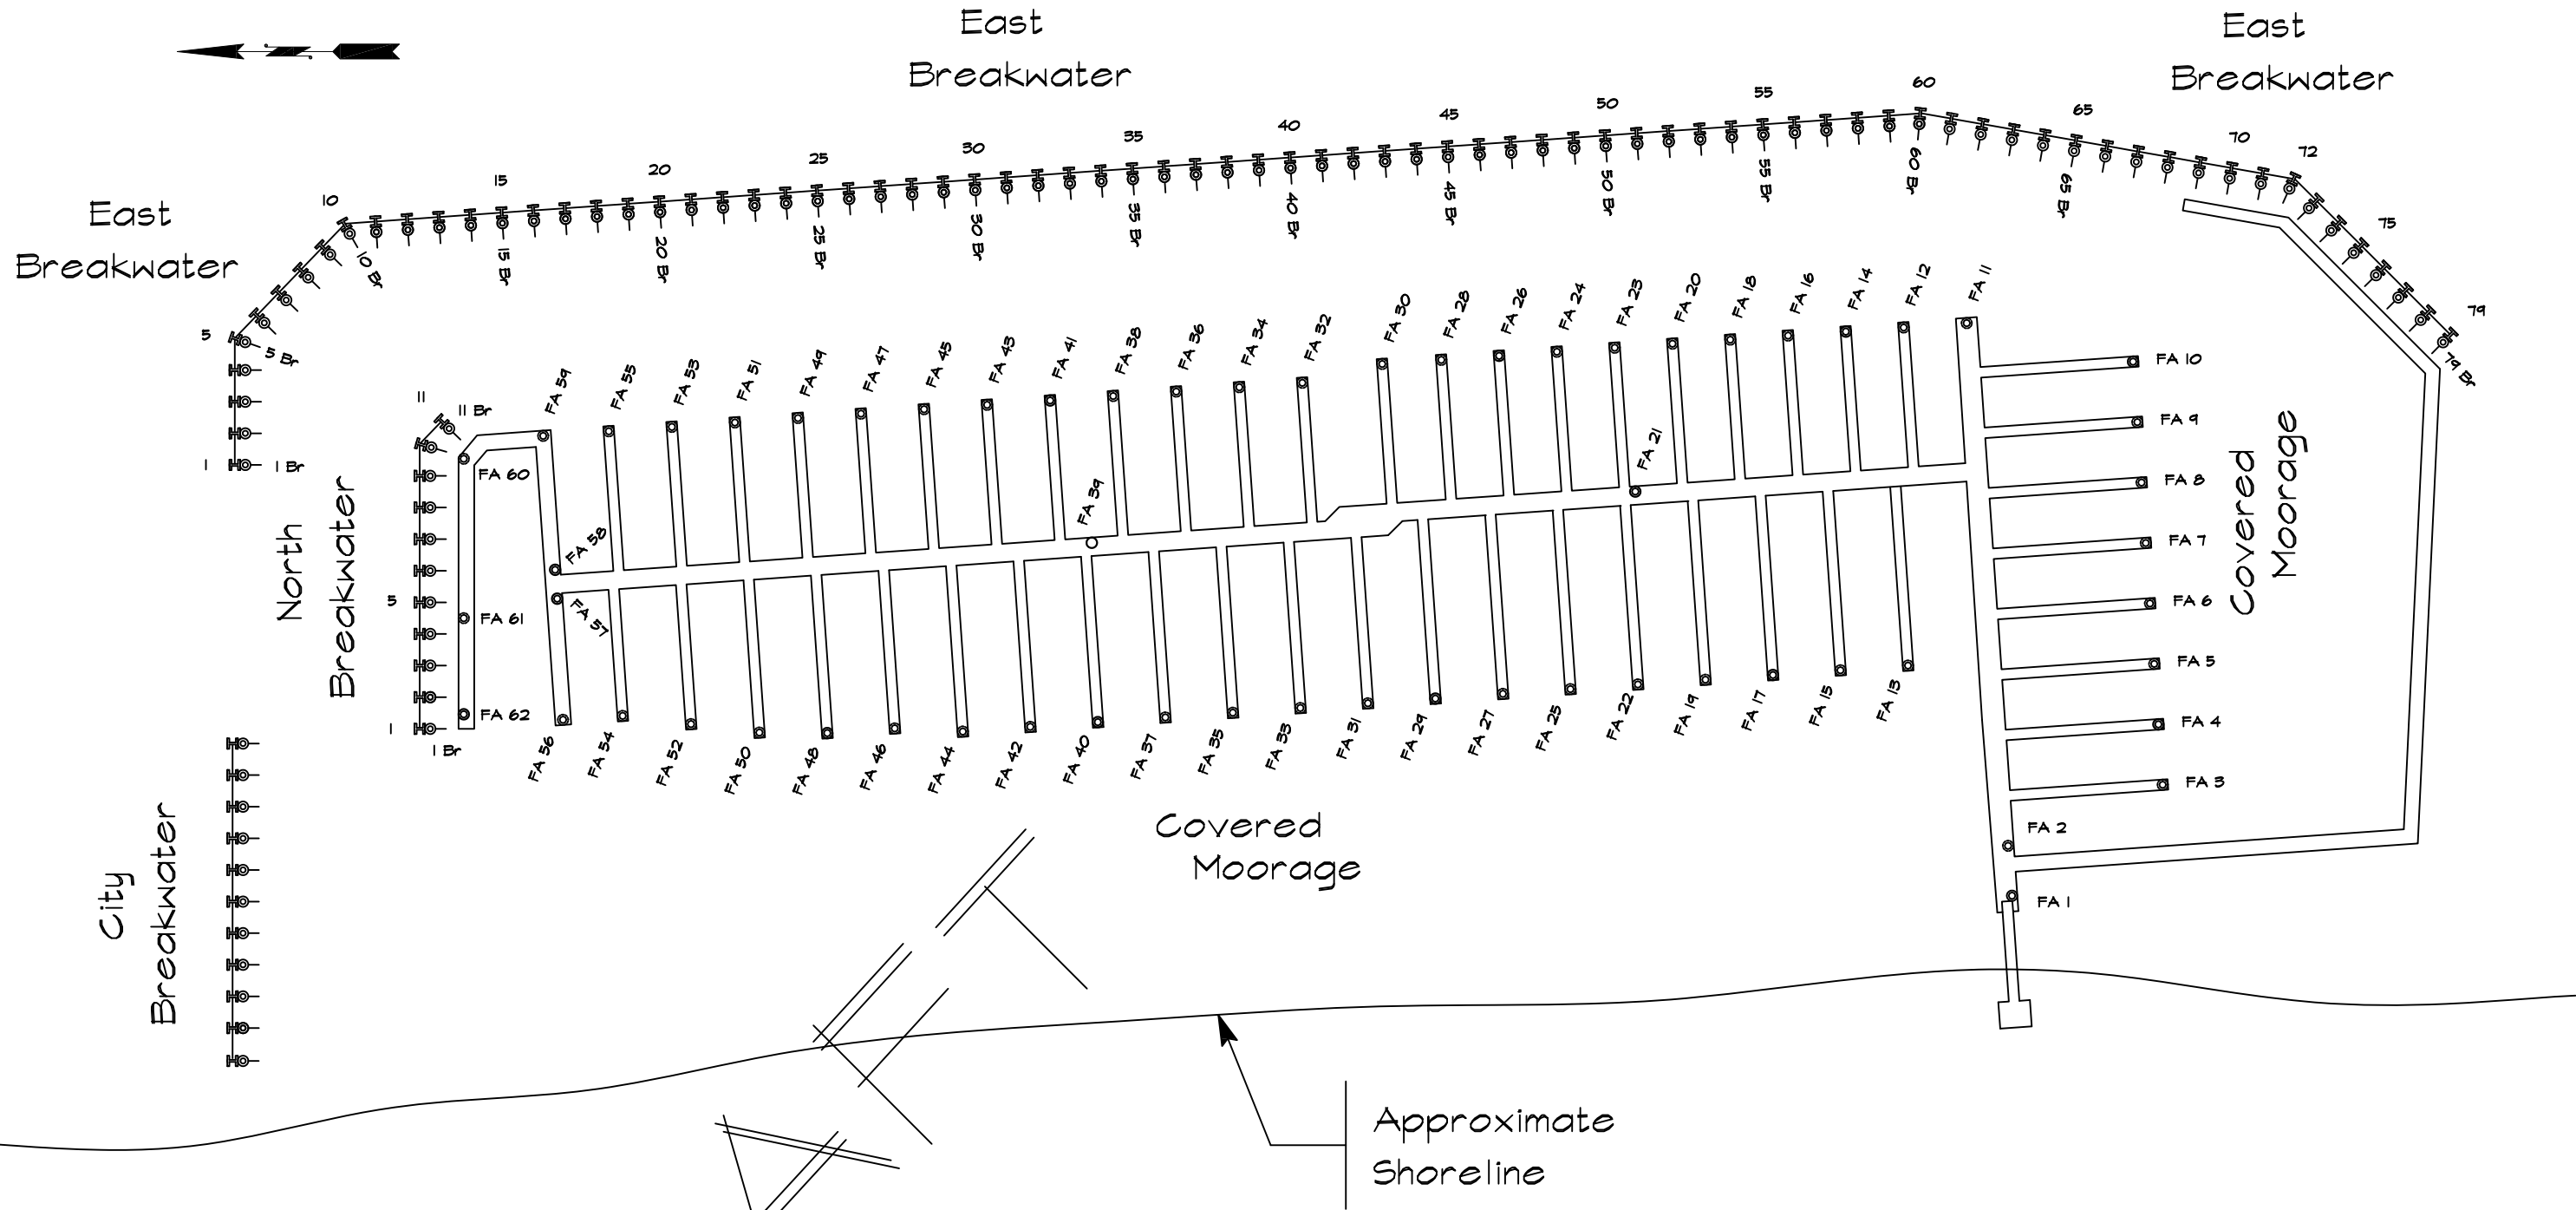 East
Breakwater
East
Breakwater
East
Breakwater
10
15
20
25
30
35
40
45
50
55
60
65
70
72
75
79
5
1
10 Br
15 Br
20 Br
25 Br
30 Br
35 Br
40 Br
45 Br
50 Br
55 Br
60 Br
65 Br
79 Br
5 Br
1 Br
FA 59
FA 55
FA 53
FA 51
FA 49
FA 47
FA 45
FA 43
FA 41
FA 38
FA 36
FA 34
FA 32
FA 30
FA 28
FA 26
FA 24
FA 23
FA 20
FA 18
FA 16
FA 14
FA 12
FA 11
FA 10
FA 9
FA 8
FA 7
FA 6
FA 5
FA 4
FA 3
FA 2
FA 1
Covered
Moorage
11
11 Br
5
1
1 Br
North
Breakwater
FA 60
FA 61
FA 62
FA 58
FA 57
FA 39
FA 21
FA 56
FA 54
FA 52
FA 50
FA 48
FA 46
FA 44
FA 42
FA 40
FA 37
FA 35
FA 33
FA 31
FA 29
FA 27
FA 25
FA 22
FA 19
FA 17
FA 15
FA 13
City
Breakwater
Covered
Moorage
Approximate
Shoreline